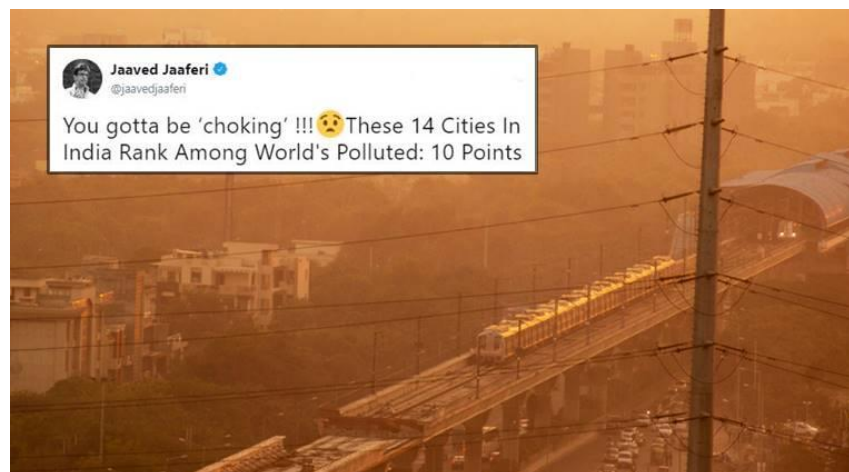 Jaaved Jaaferi
@jaavedjaaferi
You gotta be ‘choking’ !!!😟These 14 Cities In
India Rank Among World's Polluted: 10 Points